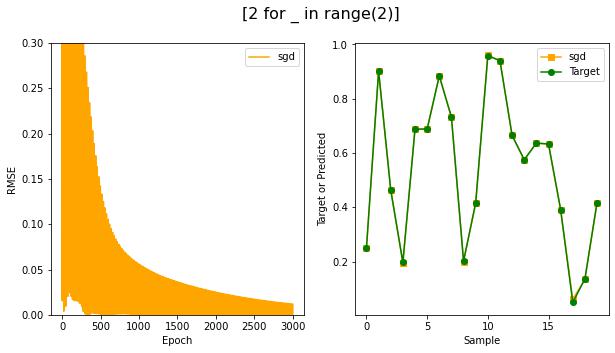 [2 for _ in range(2)]
0.30
0.25
0.20
0.15
0.10
0.05
0.00
RMSE
0 500 1000 1500 2000 2500 3000
Epoch
sgd
1.0
0.8
0.6
0.4
0.2
Target or Predicted
0 5 10 15
Sample
sgd
Target